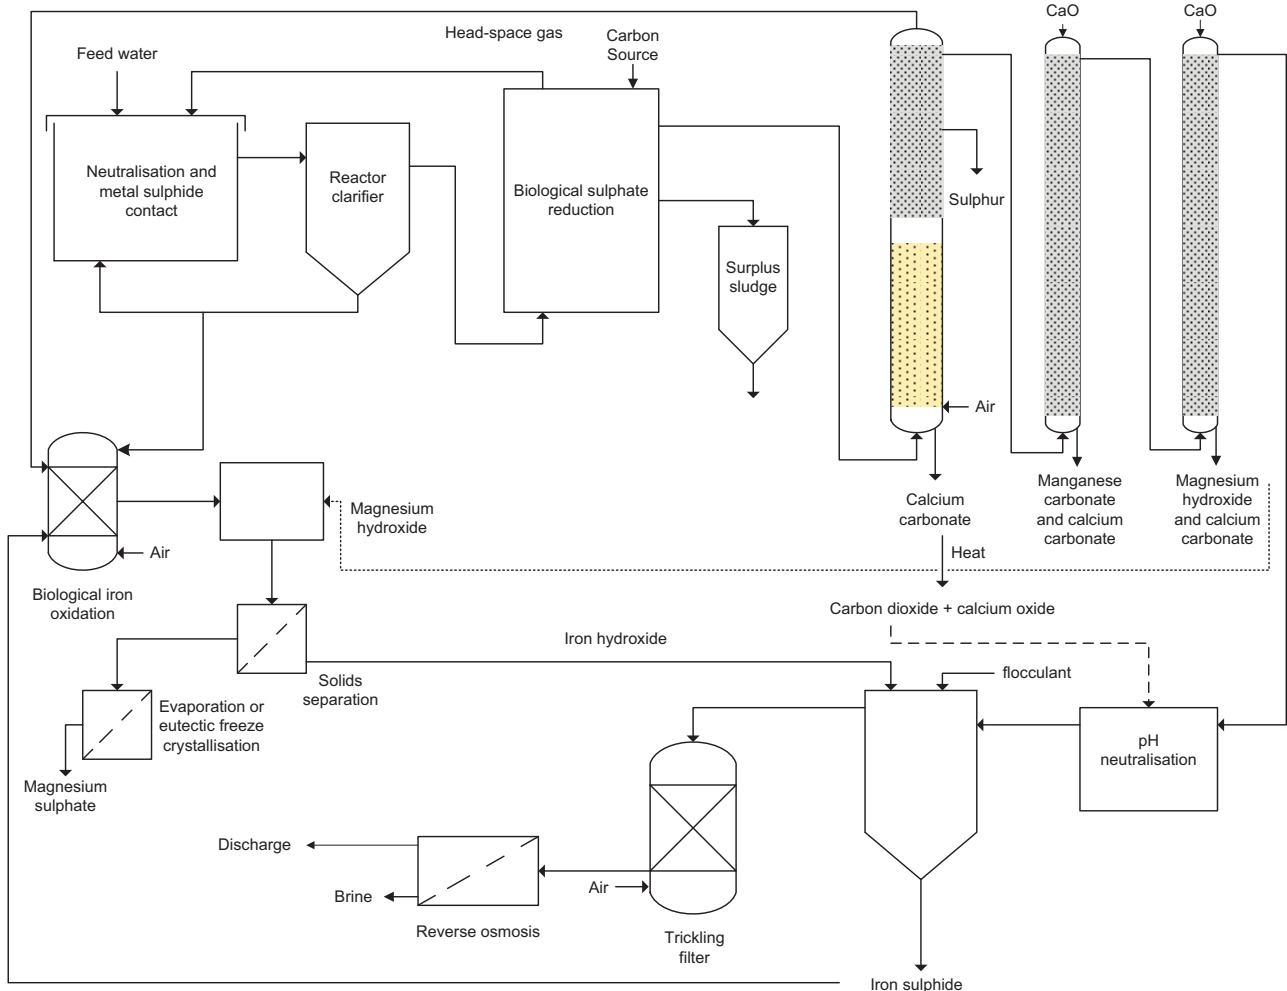 CaO
CaO
Head-space gas
Carbon
Source
Feed water
Neutralisation and
metal sulphide
contact
Reactor
clarifier
Biological sulphate
reduction
Sulphur
Surplus
sludge
Air
Calcium
carbonate
Manganese
carbonate
and calcium
carbonate
Magnesium
hydroxide
and calcium
carbonate
Magnesium
hydroxide
Air
Heat
Biological iron
oxidation
Carbon dioxide + calcium oxide
Iron hydroxide
Solids
separation
flocculant
Evaporation or
eutectic freeze
crystallisation
pH
neutralisation
Magnesium
sulphate
Discharge
Brine
Air
Reverse osmosis
Trickling
filter
Iron sulphide